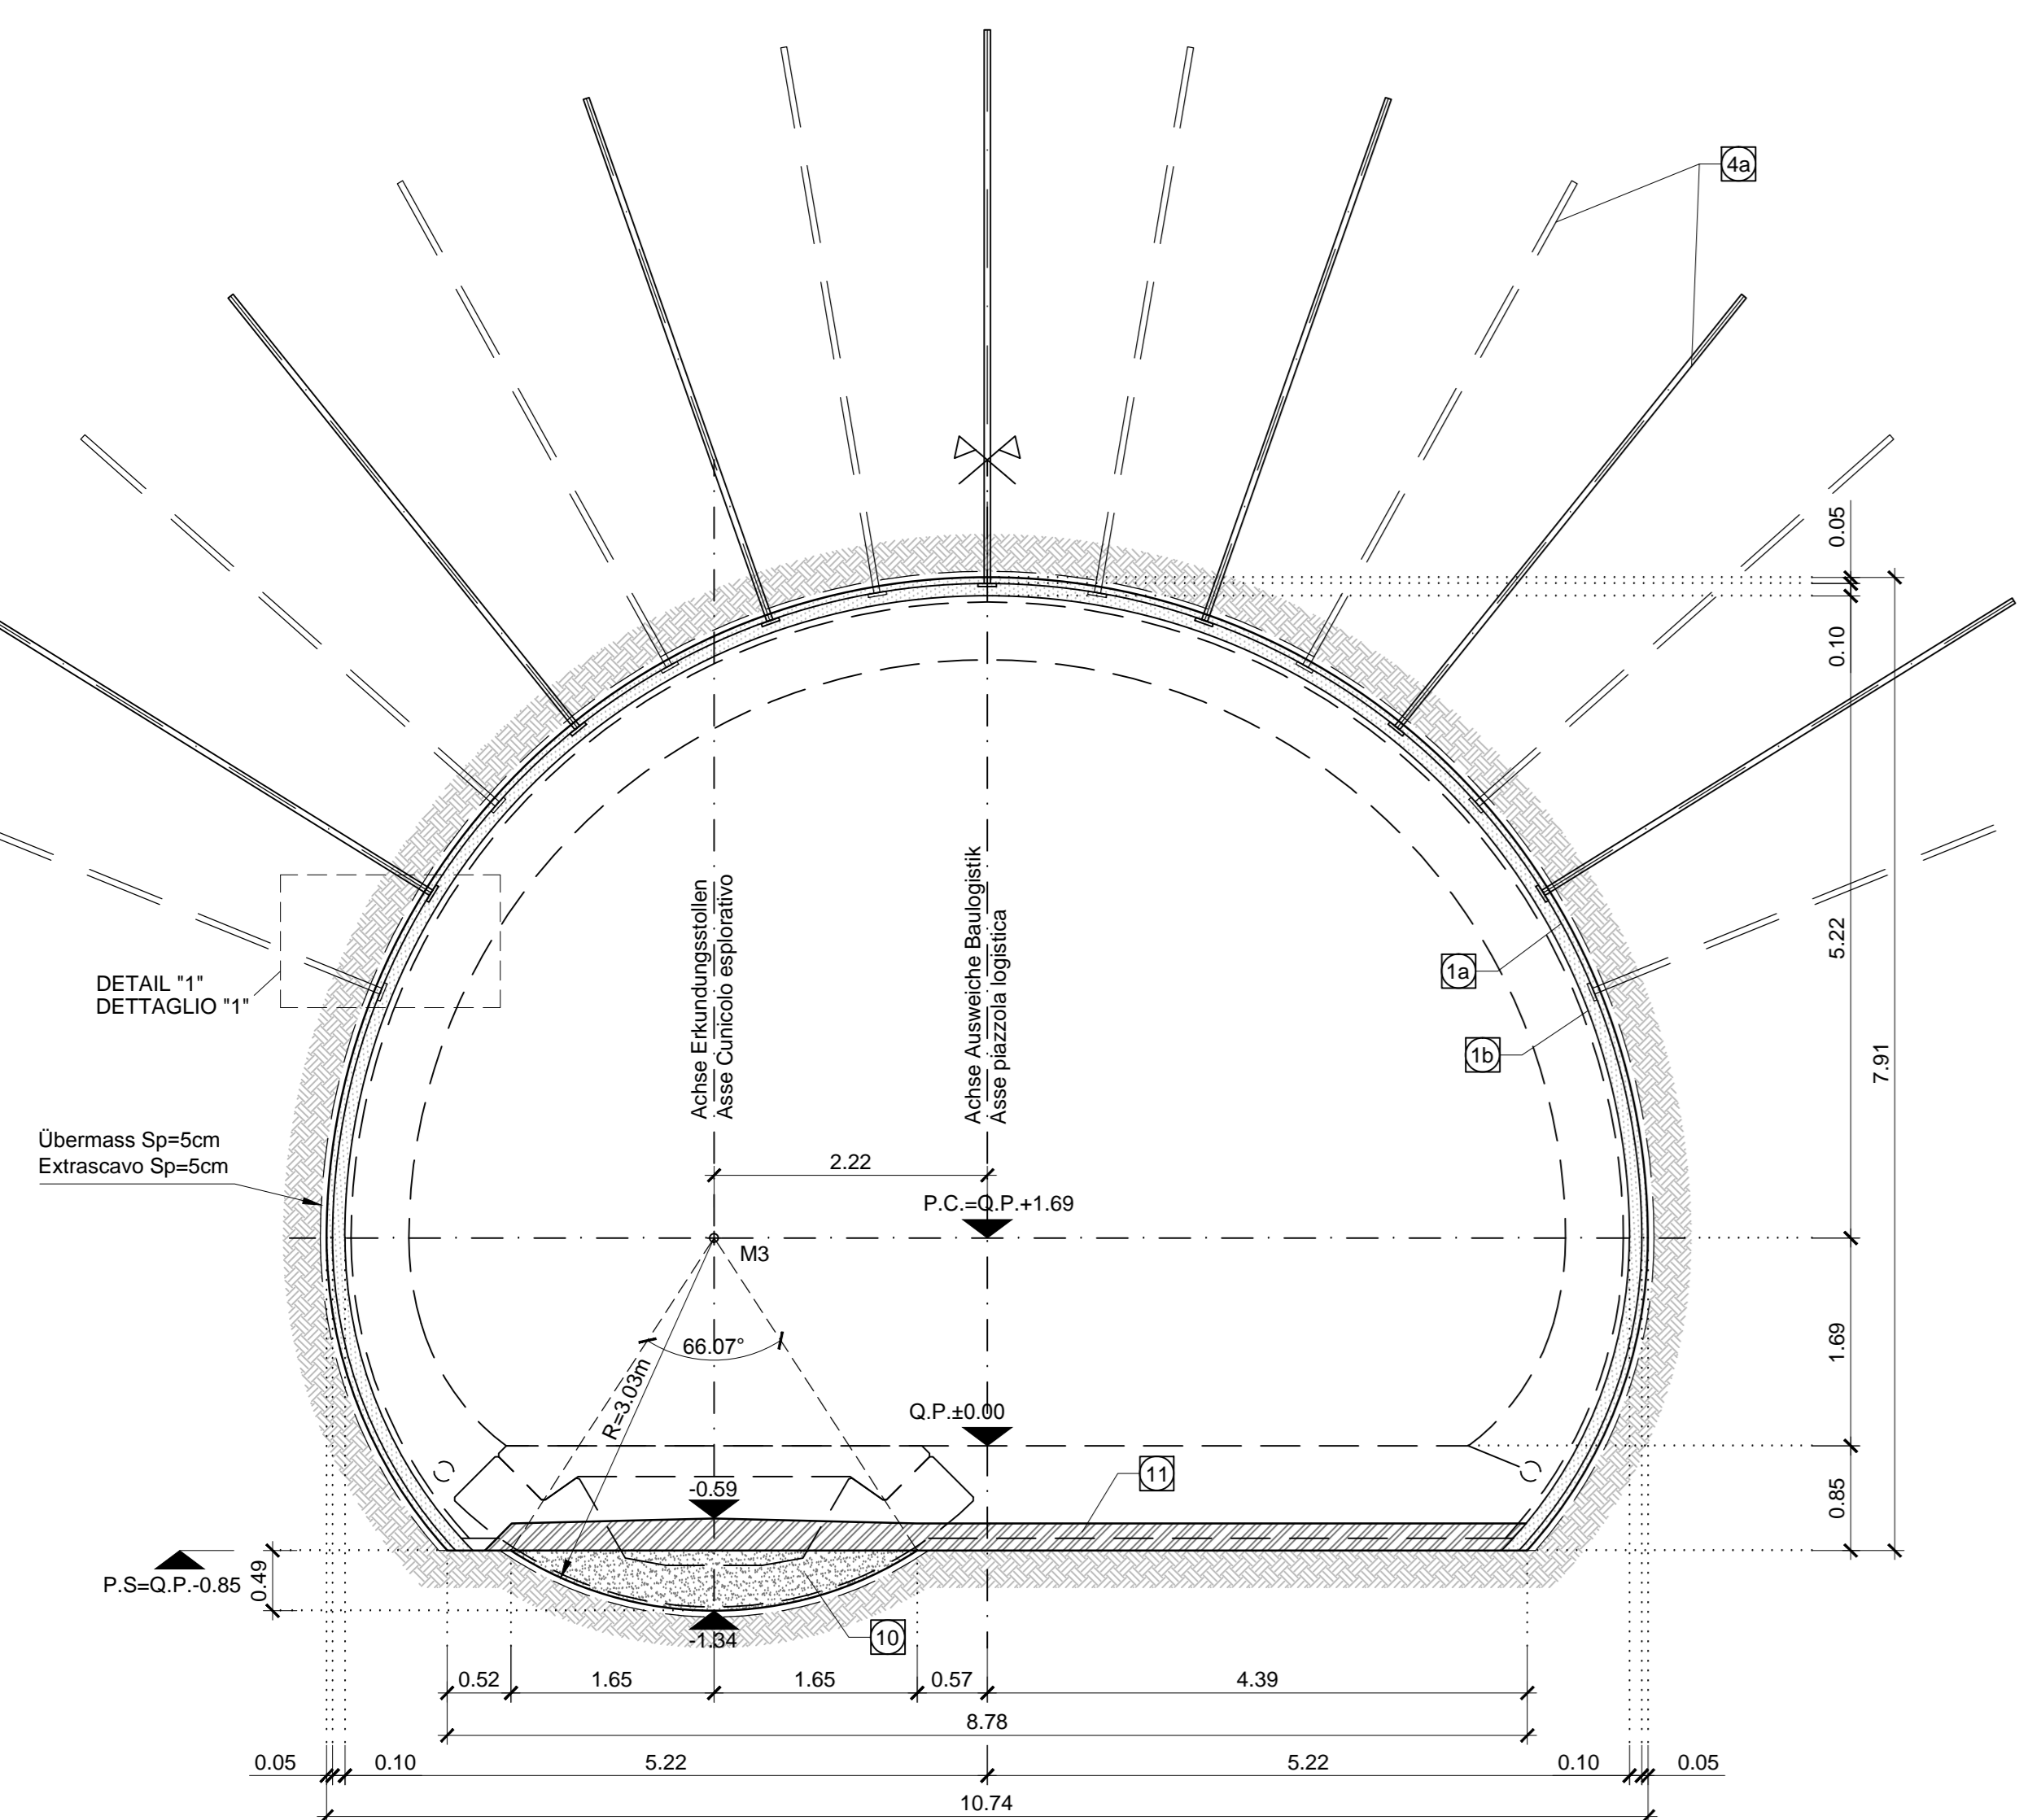 4a
0.05
0.10
5.22
7.91
1.69
0.85
Achse Erkundungsstollen
Asse Cunicolo esplorativo
Achse Ausweiche Baulogistik
Asse piazzola logistica
1a
1b
DETAIL "1"
DETTAGLIO "1"
Übermass Sp=5cm
Extrascavo Sp=5cm
2.22
P.C.=Q.P.+1.69
M3
66.07°
R=3.03m
Q.P.±0.00
-0.59
11
P.S=Q.P.-0.85
0.49
-1.34
10
0.52 1.65 1.65 0.57 4.39
8.78
0.05 0.10 5.22 5.22 0.10 0.05
10.74